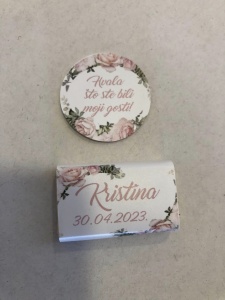 Hvala
što ste bili
moji gosti!
Kristina
30.04.2023.